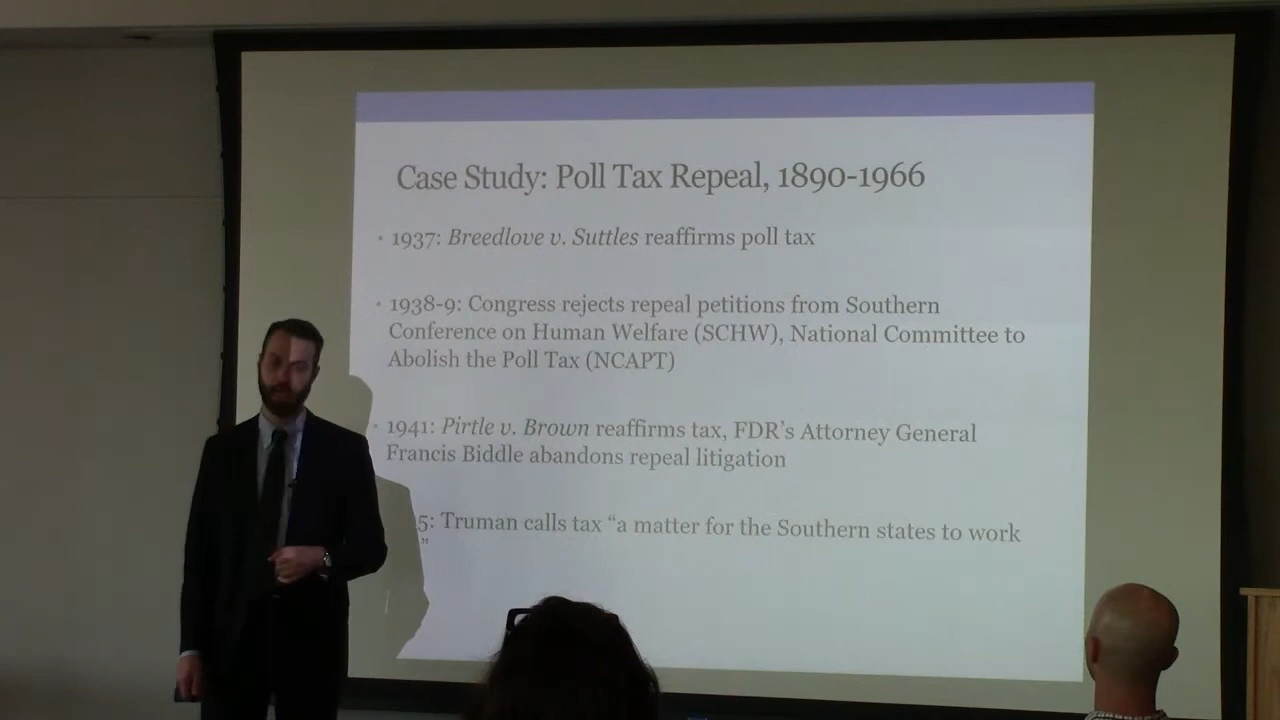 Case Study: Poll Tax Repeal, 1890-1966
• 1937: Breedlove v. Suttles reaffirms poll tax
• 1938-9: Congress rejects repeal petitions from Southern
Conference on Human Welfare (SCHW), National Committee to
Abolish the Poll Tax (NCAPT)
• 1941: Pirtle v. Brown reaffirms tax, FDR's Attorney General
Francis Biddle abandons repeal litigation
5: Truman calls tax “a matter for the Southern states to work
”